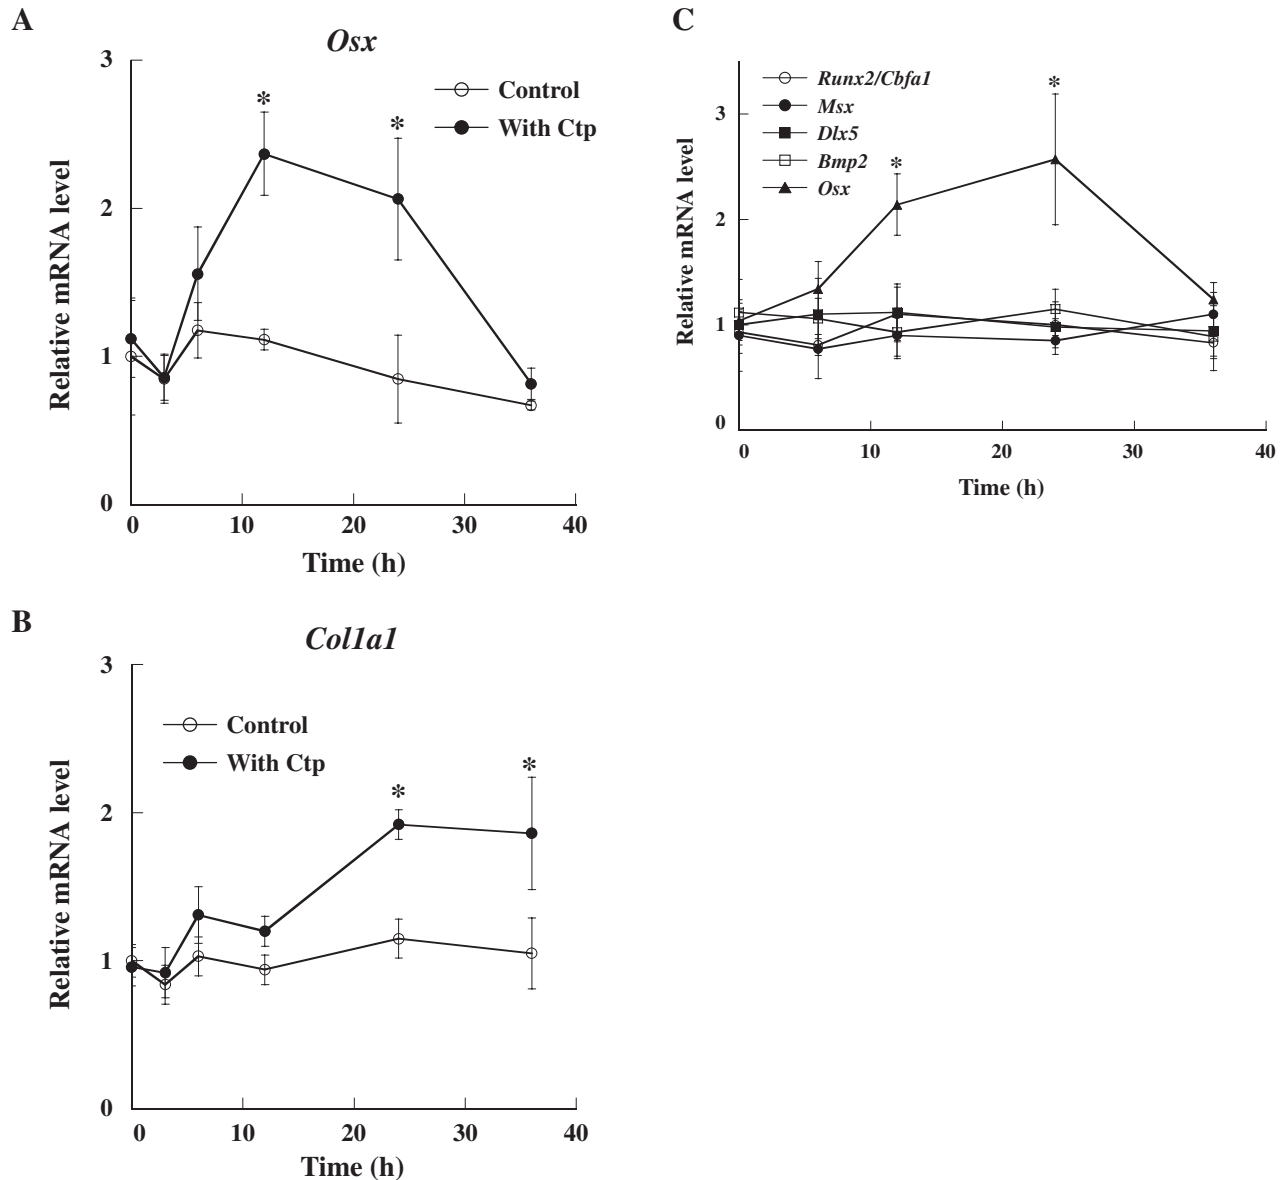 A
Osx
3
2
1
0
Relative mRNA level
*
*
Control
With Ctp
0 10 20 30 40
Time (h)
C
Runx2/Cbfa1
Msx
Dlx5
Bmp2
Osx
*
*
3
2
1
0
Relative mRNA level
0 10 20 30 40
Time (h)
B
Col1a1
3
2
1
0
Relative mRNA level
Control
With Ctp
*
*
0 10 20 30 40
Time (h)